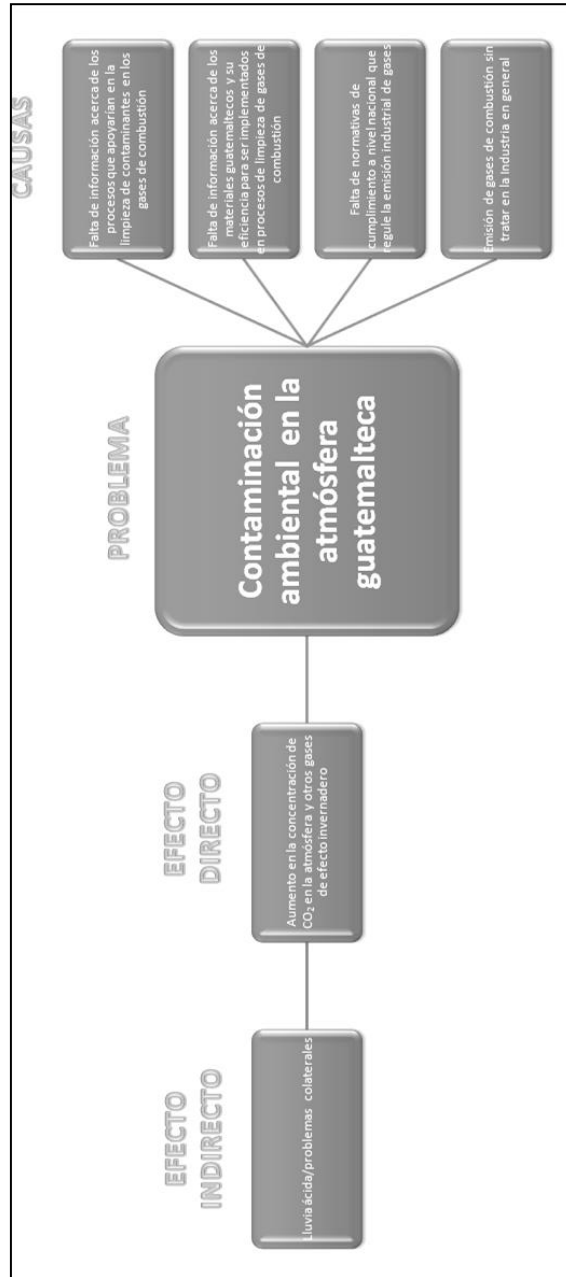 EFECTO
INDIRECTO
Lluvia ácida/problemas colaterales
EFECTO
DIRECTO
Aumento en la concentración de
CO₂ en la atmósfera y otros gases
de efecto invernadero
PROBLEMA
Contaminación
ambiental en la
atmósfera
guatemalteca
CAUSAS
Falta de información acerca de los
procesos que apoyarían en la
limpieza de contaminantes en los
gases de combustión
Falta de información acerca de los
materiales guatemaltecos y su
eficiencia para ser implementados
en procesos de limpieza de gases de
combustión
Falta de normativas de
cumplimiento a nivel nacional que
regule la emisión industrial de gases
Emisión de gases de combustión sin
tratar en la Industria en general